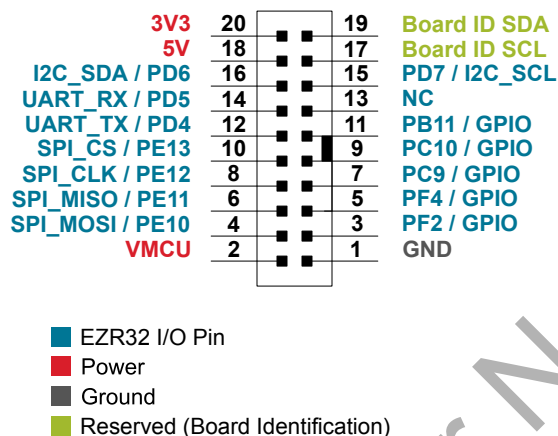 3V3 20 19 Board ID SDA
5V 18 17 Board ID SCL
I2C_SDA / PD6 16 15 PD7 / I2C_SCL
UART_RX / PD5 14 13 NC
UART_TX / PD4 12 11 PB11 / GPIO
SPI_CS / PE13 10 9 PC10 / GPIO
SPI_CLK / PE12 8 7 PC9 / GPIO
SPI_MISO / PE11 6 5 PF4 / GPIO
SPI_MOSI / PE10 4 3 PF2 / GPIO
VMCU 2 1 GND
EZR32 I/O Pin
Power
Ground
Reserved (Board Identification)